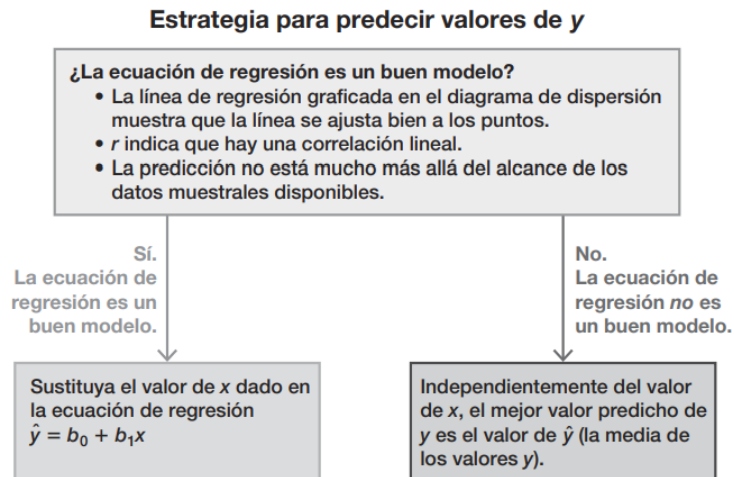 Estrategia para predecir valores de y
¿La ecuación de regresión es un buen modelo?
• La línea de regresión graficada en el diagrama de dispersión
muestra que la línea se ajusta bien a los puntos.
• r indica que hay una correlación lineal.
• La predicción no está mucho más allá del alcance de los
datos muestrales disponibles.
Sí.
La ecuación de
regresión es un
buen modelo.
No.
La ecuación de
regresión no es
un buen modelo.
Sustituya el valor de x dado en
la ecuación de regresión
ŷ = b₀ + b₁x
Independientemente del valor
de x, el mejor valor predicho de
y es el valor de ŷ (la media de
los valores y).